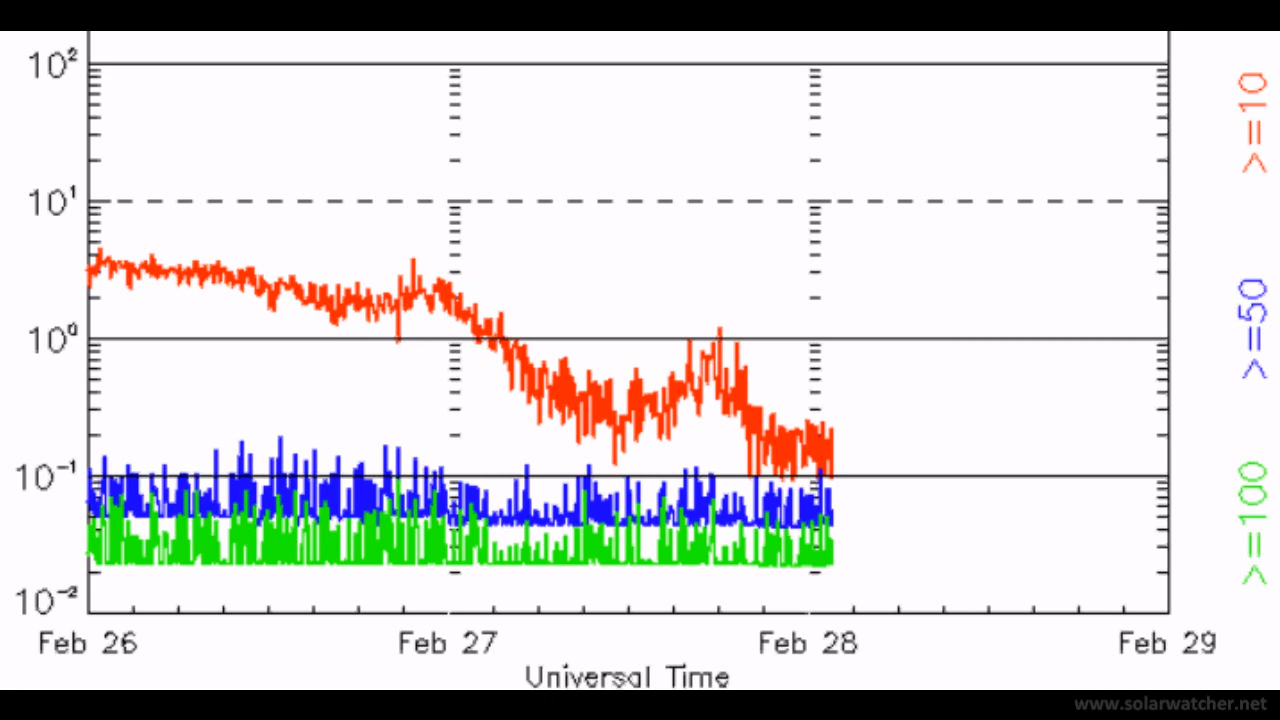 10²
10¹
10⁰
10⁻¹
10⁻²
Feb 26 Feb 27 Feb 28 Feb 29
Universal Time
>=10
>=50
>=100
www.solarwatcher.net